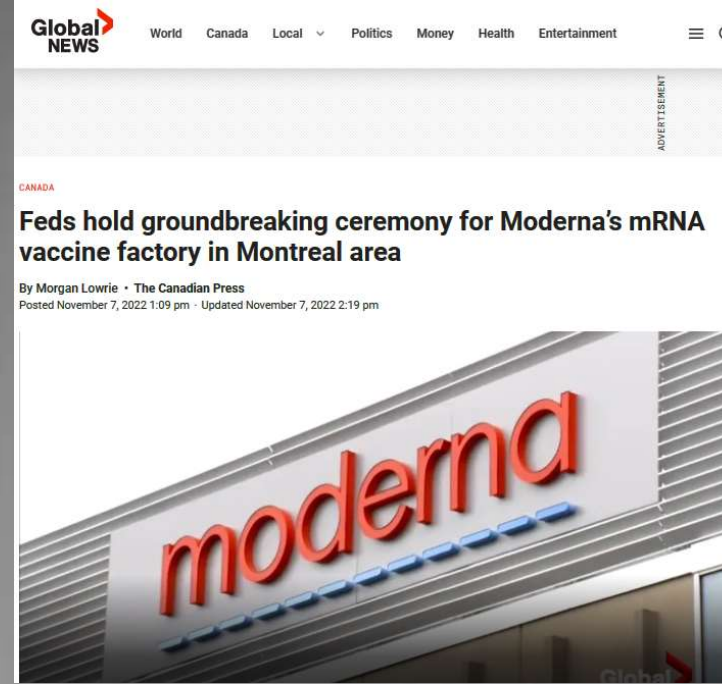 Global NEWS
World Canada Local Politics Money Health Entertainment
ADVERTISEMENT
CANADA
Feds hold groundbreaking ceremony for Moderna’s mRNA
vaccine factory in Montreal area
By Morgan Lowrie • The Canadian Press
Posted November 7, 2022 1:09 pm · Updated November 7, 2022 2:19 pm
moderna
Global